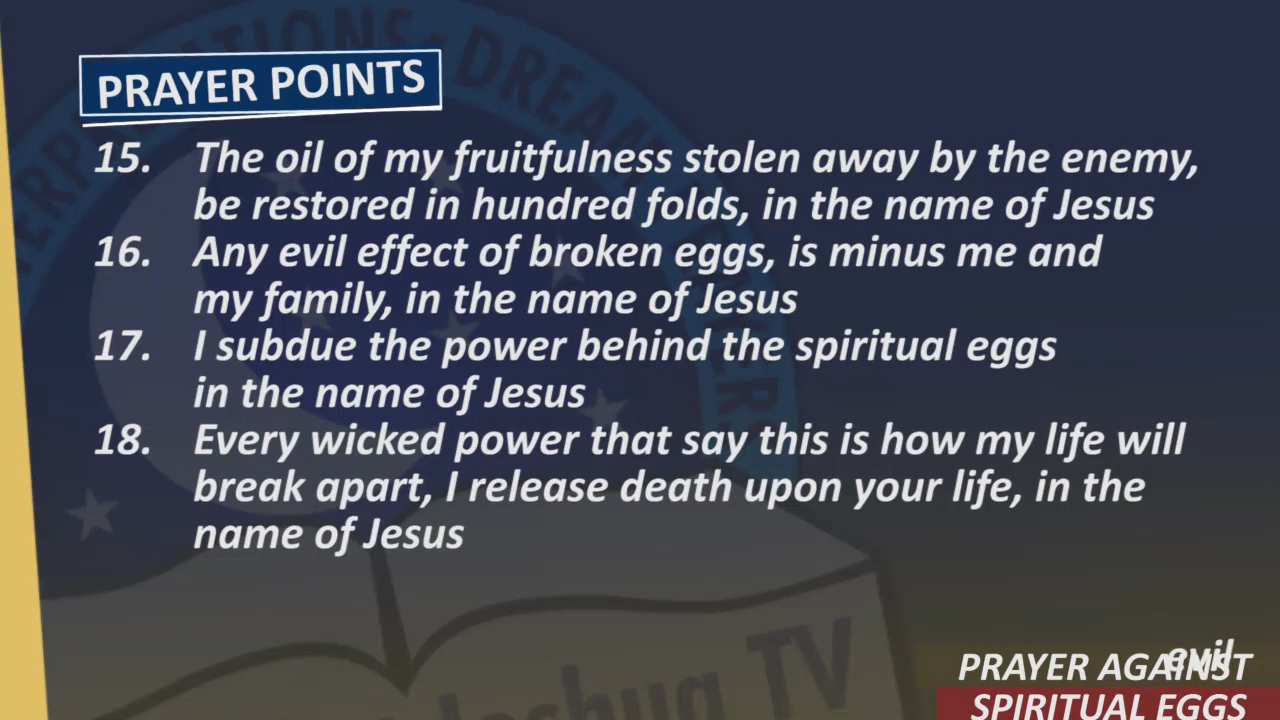 PRAYER POINTS
15. The oil of my fruitfulness stolen away by the enemy,
be restored in hundred folds, in the name of Jesus
16. Any evil effect of broken eggs, is minus me and
my family, in the name of Jesus
17. I subdue the power behind the spiritual eggs
in the name of Jesus
18. Every wicked power that say this is how my life will
break apart, I release death upon your life, in the
name of Jesus
Joshua TV
evil
PRAYER AGAINST
SPIRITUAL EGGS